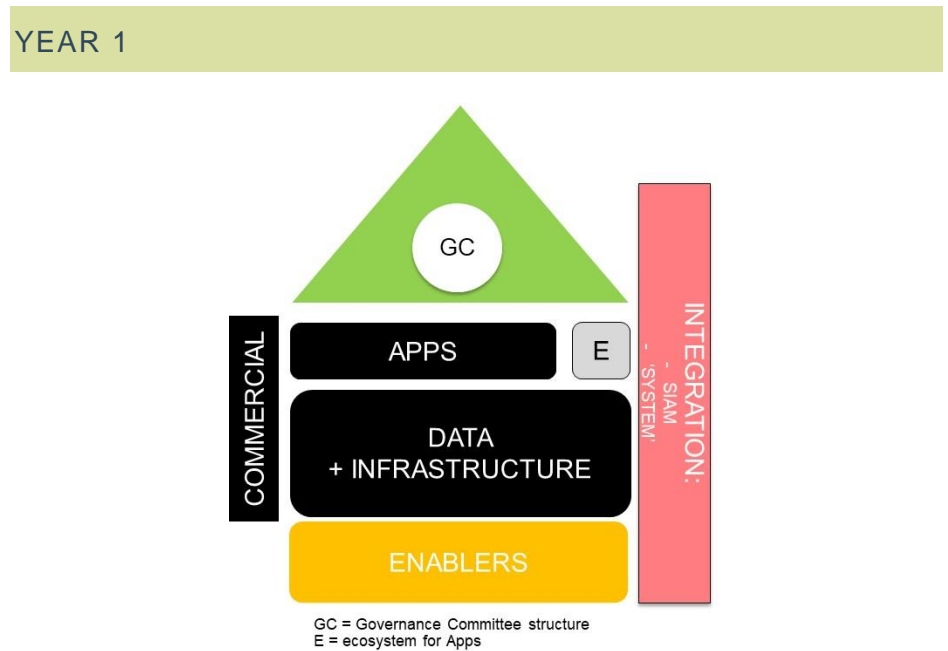 YEAR 1
GC
COMMERCIAL
APPS
E
DATA
+ INFRASTRUCTURE
ENABLERS
INTEGRATION:
- SIAM
- 'SYSTEM'
GC = Governance Committee structure
E = ecosystem for Apps